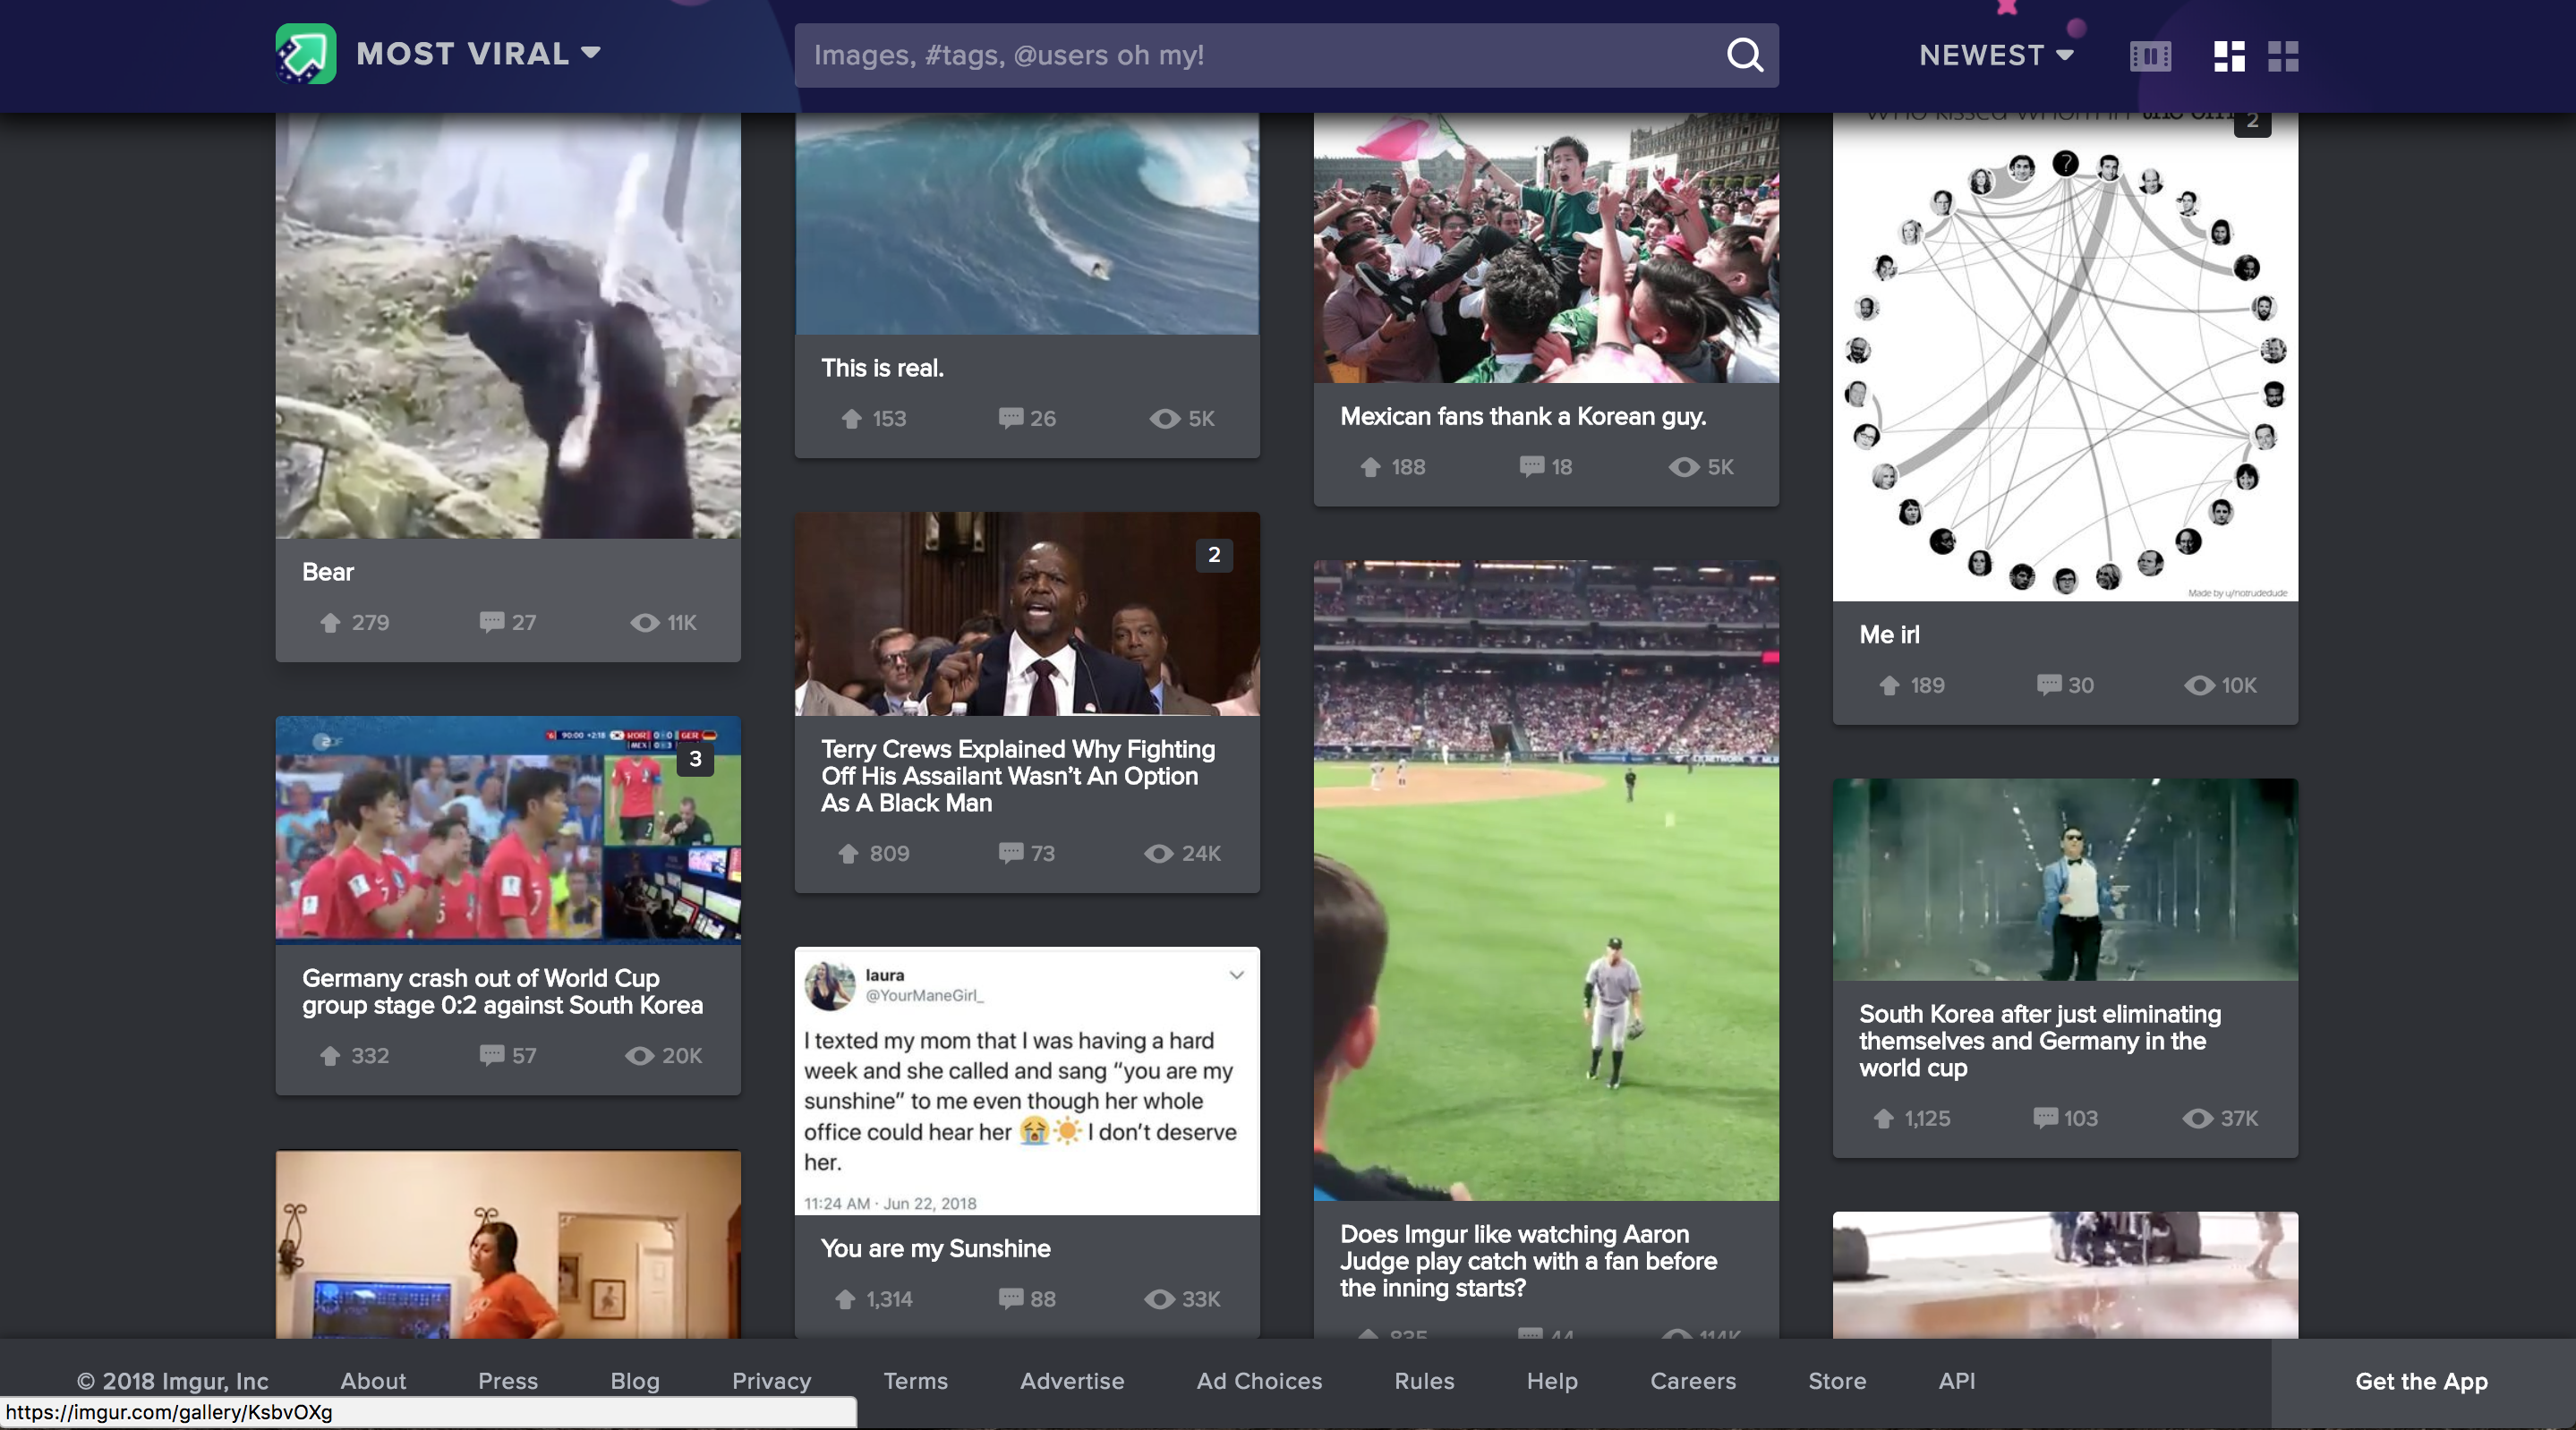 MOST VIRAL
Images, #tags, @users oh my!
NEWEST
Bear
279 27 11K
3
Germany crash out of World Cup
group stage 0:2 against South Korea
332 57 20K
This is real.
153 26 5K
2
Terry Crews Explained Why Fighting
Off His Assailant Wasn't An Option
As A Black Man
809 73 24K
laura
@YourManeGirl_
I texted my mom that I was having a hard
week and she called and sang "you are my
sunshine" to me even though her whole
office could hear her 😭☀️ I don't deserve
her.
11:24 AM · Jun 22, 2018
You are my Sunshine
1,314 88 33K
Mexican fans thank a Korean guy.
188 18 5K
Does Imgur like watching Aaron
Judge play catch with a fan before
the inning starts?
835 44 114K
2
?
Made by u/notrudedude
Me irl
189 30 10K
South Korea after just eliminating
themselves and Germany in the
world cup
1,125 103 37K
© 2018 Imgur, Inc About Press Blog Privacy Terms Advertise Ad Choices Rules Help Careers Store API Get the App
https://imgur.com/gallery/KsbvOXg